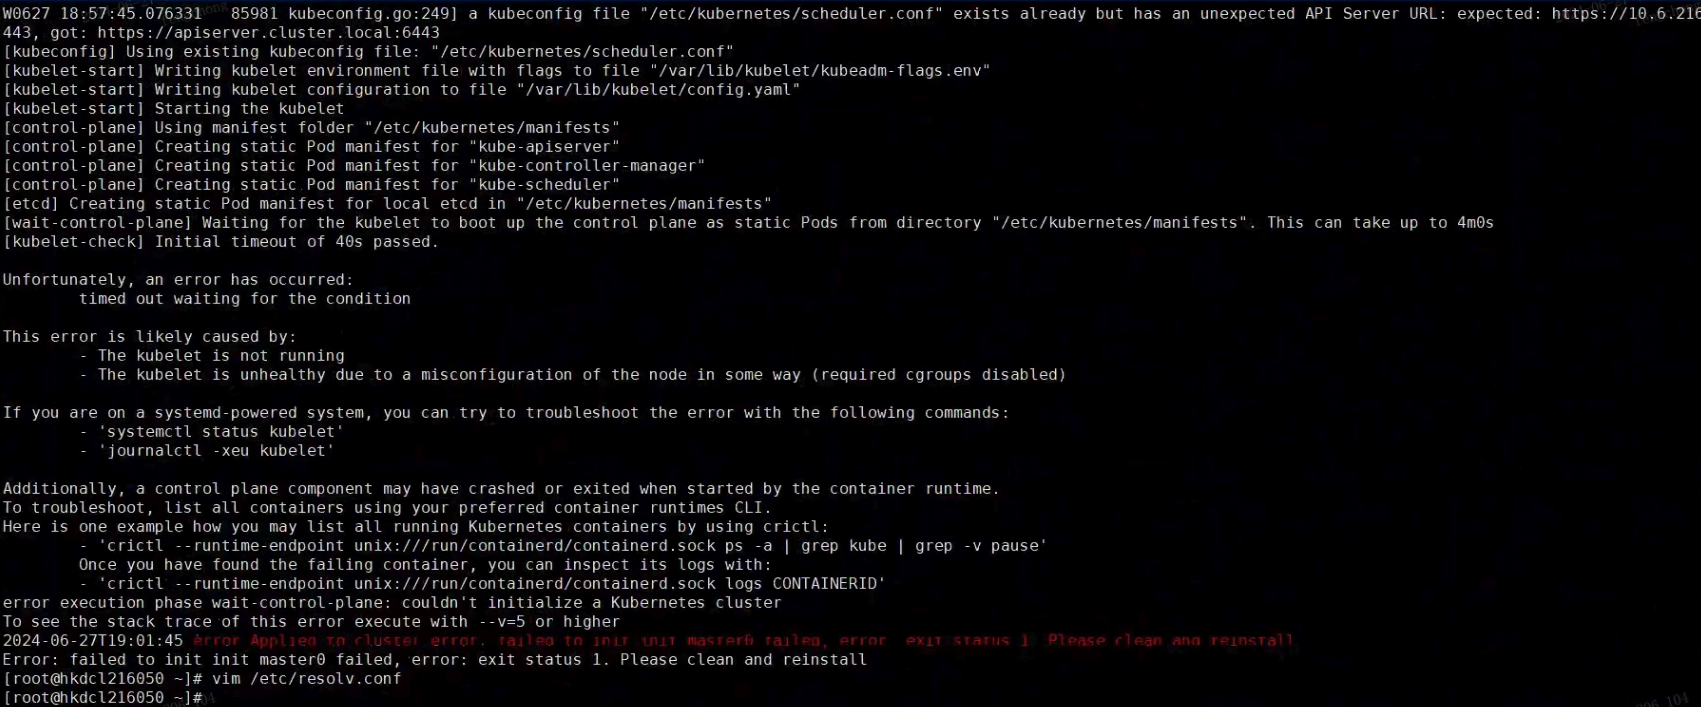 W0627 18:57:45.076331   85981 kubeconfig.go:249] a kubeconfig file "/etc/kubernetes/scheduler.conf" exists already but has an unexpected API Server URL: expected: https://10.6.216
443, got: https://apiserver.cluster.local:6443
[kubeconfig] Using existing kubeconfig file: "/etc/kubernetes/scheduler.conf"
[kubelet-start] Writing kubelet environment file with flags to file "/var/lib/kubelet/kubeadm-flags.env"
[kubelet-start] Writing kubelet configuration to file "/var/lib/kubelet/config.yaml"
[kubelet-start] Starting the kubelet
[control-plane] Using manifest folder "/etc/kubernetes/manifests"
[control-plane] Creating static Pod manifest for "kube-apiserver"
[control-plane] Creating static Pod manifest for "kube-controller-manager"
[control-plane] Creating static Pod manifest for "kube-scheduler"
[etcd] Creating static Pod manifest for local etcd in "/etc/kubernetes/manifests"
[wait-control-plane] Waiting for the kubelet to boot up the control plane as static Pods from directory "/etc/kubernetes/manifests". This can take up to 4m0s
[kubelet-check] Initial timeout of 40s passed.
Unfortunately, an error has occurred:
timed out waiting for the condition
This error is likely caused by:
- The kubelet is not running
- The kubelet is unhealthy due to a misconfiguration of the node in some way (required cgroups disabled)
If you are on a systemd-powered system, you can try to troubleshoot the error with the following commands:
- 'systemctl status kubelet'
- 'journalctl -xeu kubelet'
Additionally, a control plane component may have crashed or exited when started by the container runtime.
To troubleshoot, list all containers using your preferred container runtimes CLI.
Here is one example how you may list all running Kubernetes containers by using crictl:
- 'crictl --runtime-endpoint unix:///run/containerd/containerd.sock ps -a | grep kube | grep -v pause'
Once you have found the failing container, you can inspect its logs with:
- 'crictl --runtime-endpoint unix:///run/containerd/containerd.sock logs CONTAINERID'
error execution phase wait-control-plane: couldn't initialize a Kubernetes cluster
To see the stack trace of this error execute with --v=5 or higher
2024-06-27T19:01:45 error Applied to cluster error: failed to init init master0 failed, error: exit status 1. Please clean and reinstall
Error: failed to init init master0 failed, error: exit status 1. Please clean and reinstall
[root@hkdcl216050 ~]# vim /etc/resolv.conf
[root@hkdcl216050 ~]#